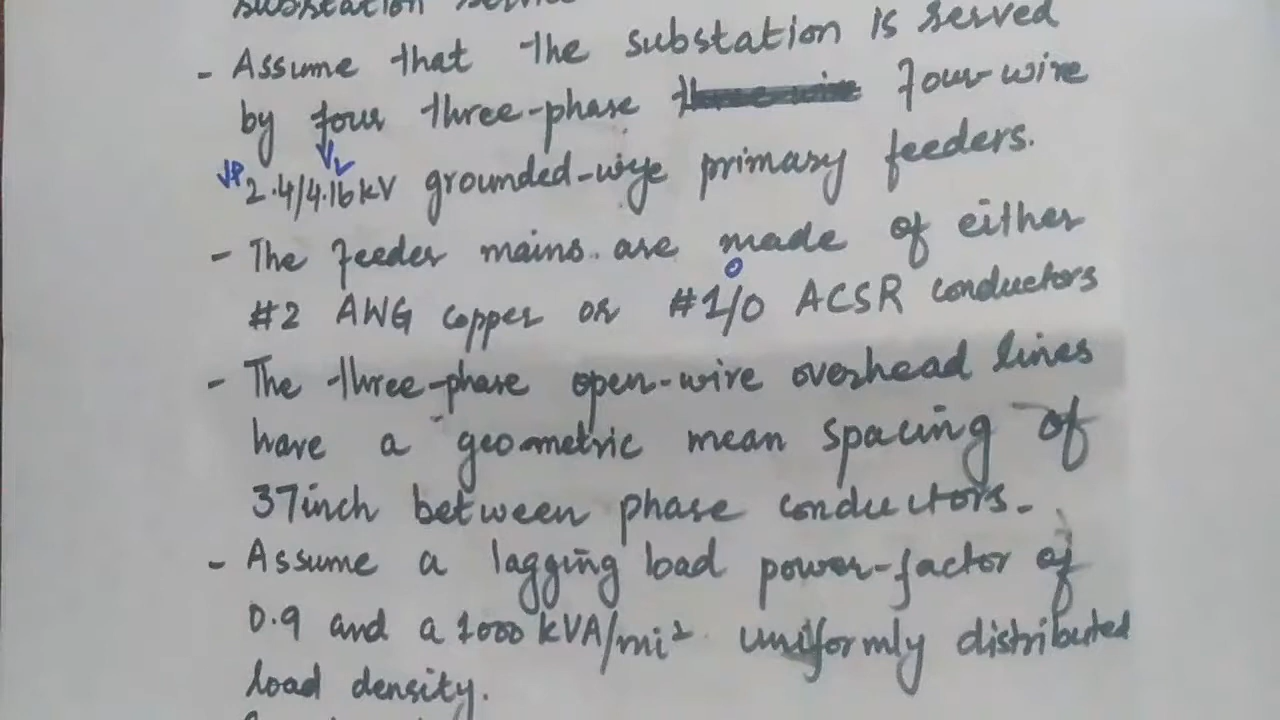 substation service
- Assume that the substation is served
by four three-phase four-wire
2.4/4.16kV grounded-wye primary feeders.
- The feeder mains are made of either
#2 AWG copper or #1/0 ACSR conductors
- The three-phase open-wire overhead lines
have a geometric mean spacing of
37inch between phase conductors.
- Assume a lagging load power-factor of
0.9 and a 1000 kVA/mi² uniformly distributed
load density.